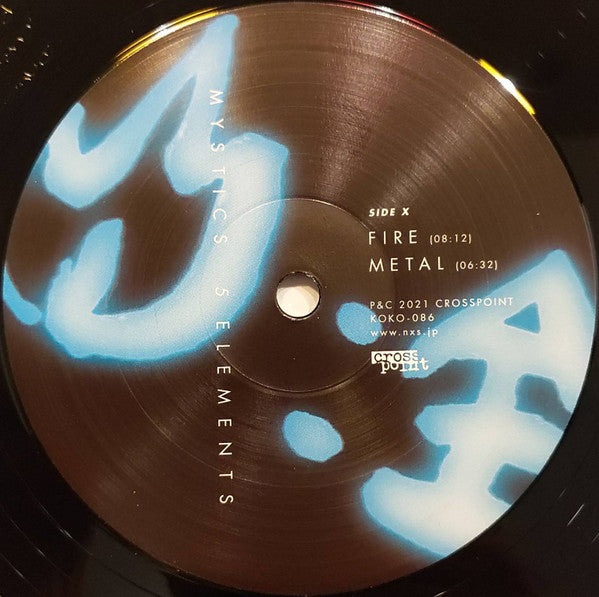 MYSTICS 5 ELEMENTS
SIDE X
FIRE (08:12)
METAL (06:32)
P&C 2021 CROSSPOINT
KOKO-086
www.nxs.jp
cross
point